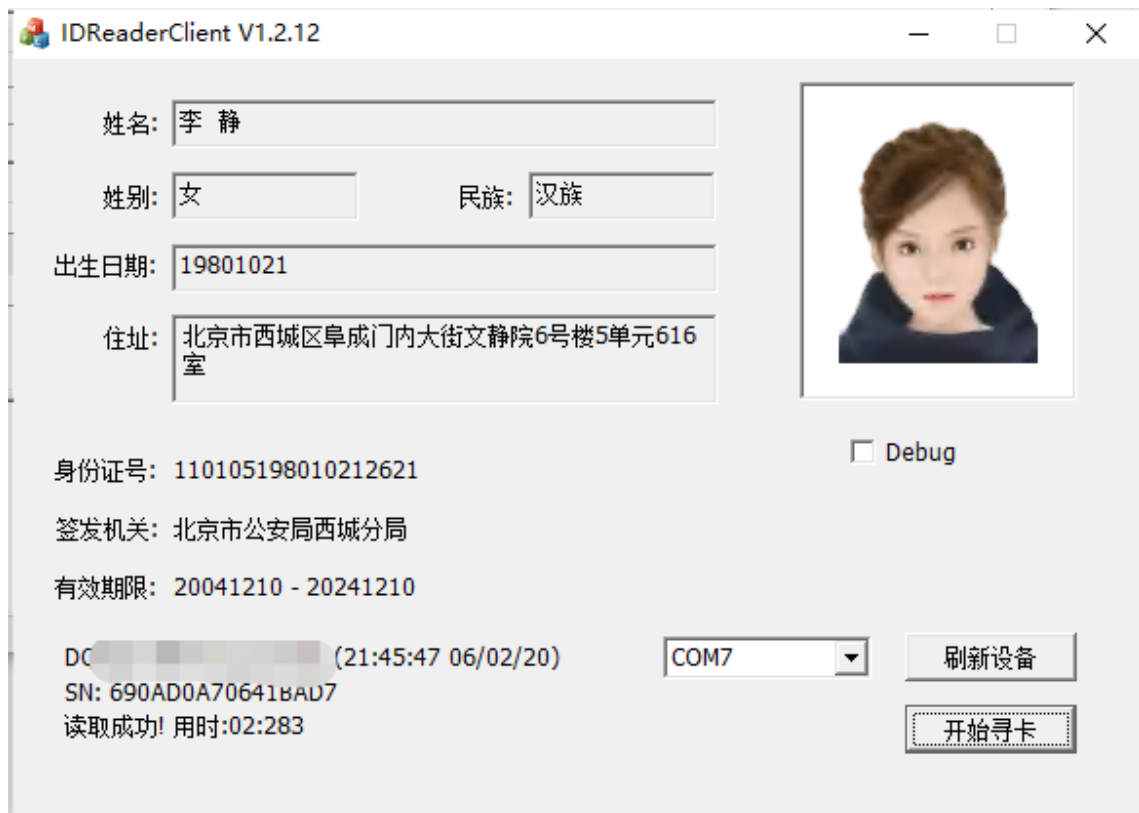 IDReaderClient V1.2.12
姓名: 李 静
姓别: 女 民族: 汉族
出生日期: 19801021
住址: 北京市西城区阜成门内大街文静院6号楼5单元616
室
Debug
身份证号: 110105198010212621
签发机关: 北京市公安局西城分局
有效期限: 20041210 - 20241210
(21:45:47 06/02/20) COM7 刷新设备
SN: 690AD0A70641BAD7
读取成功! 用时:02:283 开始寻卡